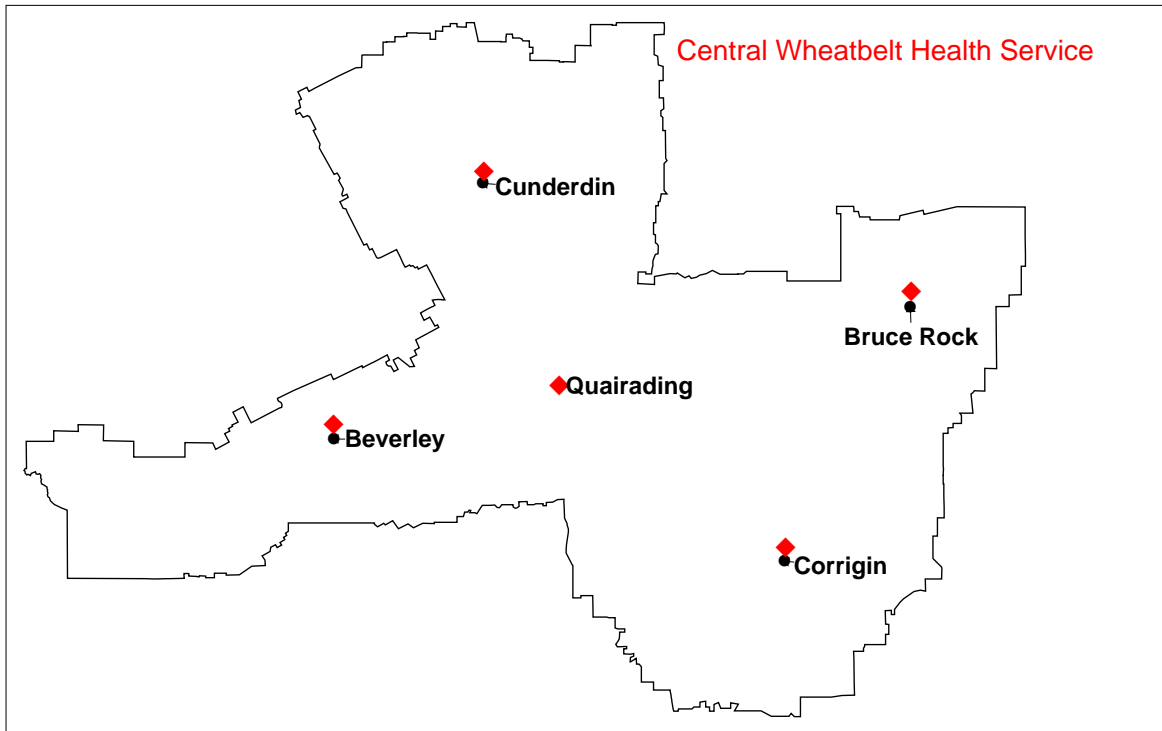 Central Wheatbelt Health Service
Cunderdin
Bruce Rock
Quairading
Beverley
Corrigin